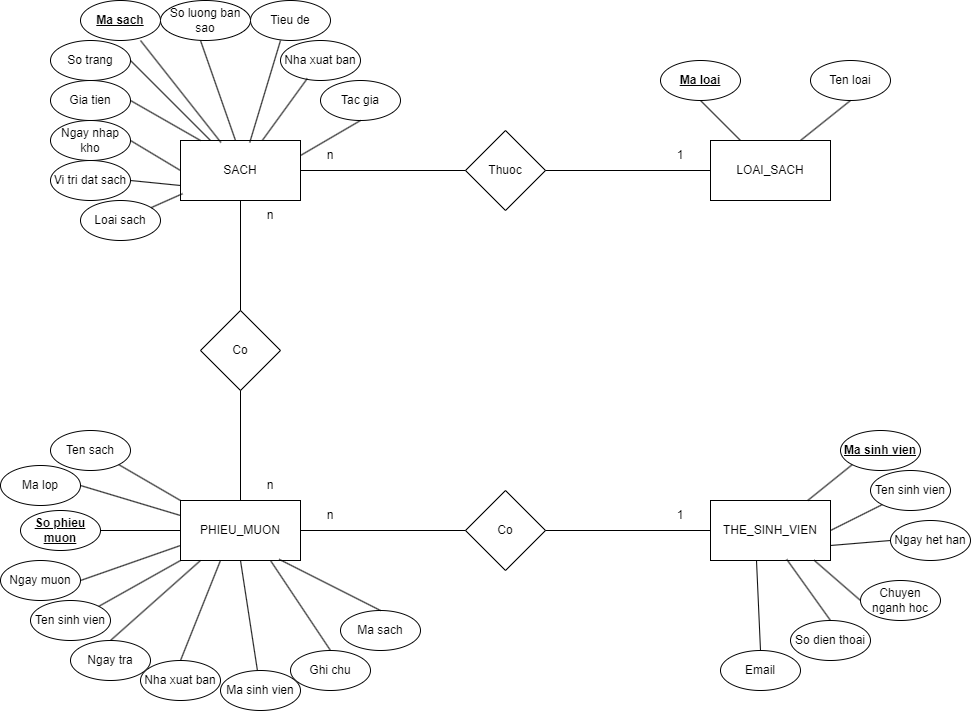 Ma sach
So luong ban
sao
Tieu de
So trang
Nha xuat ban
Gia tien
Tac gia
Ma loai
Ten loai
Ngay nhap
kho
Vi tri dat sach
Loai sach
SACH
n
Thuoc
1
LOAI_SACH
n
Co
Ten sach
Ma lop
So phieu
muon
n
PHIEU_MUON
n
Co
1
THE_SINH_VIEN
Ma sinh vien
Ten sinh vien
Ngay het han
Chuyen
nganh hoc
So dien thoai
Email
Ngay muon
Ten sinh vien
Ngay tra
Nha xuat ban
Ma sinh vien
Ghi chu
Ma sach